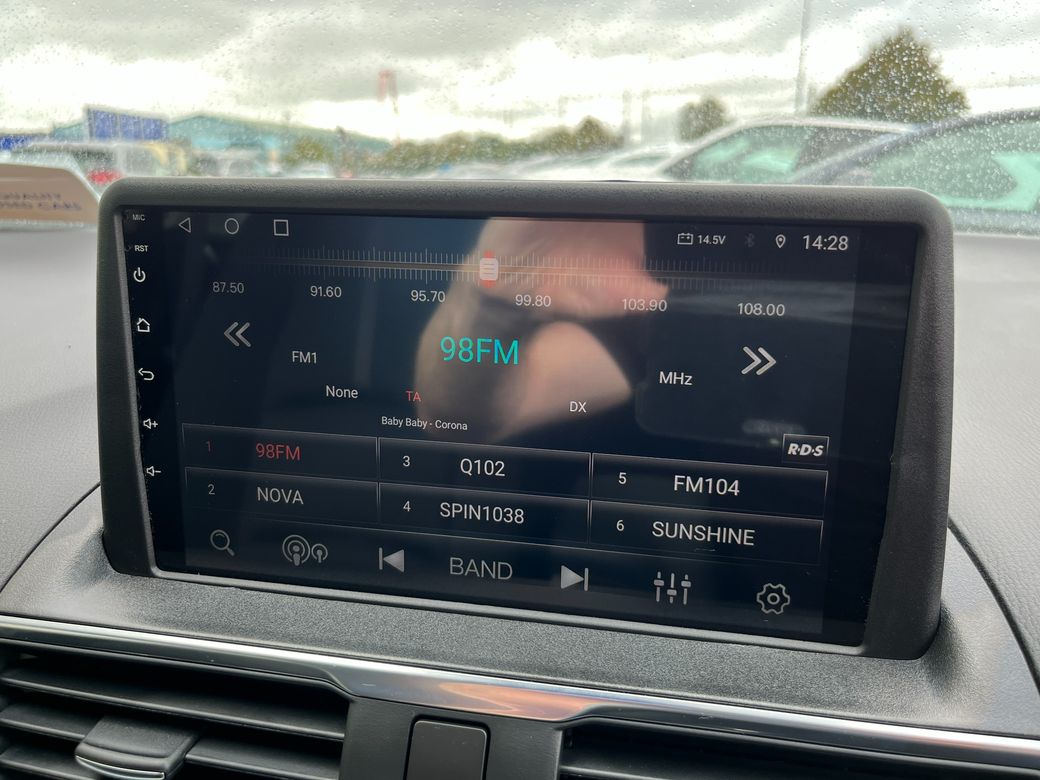 MIC
14.5V 14:28
RST
87.50 91.60 95.70 99.80 103.90 108.00
98FM
FM1 MHz
None TA DX
Baby Baby - Corona
R·D·S
1 98FM 3 Q102 5 FM104
2 NOVA 4 SPIN1038 6 SUNSHINE
BAND